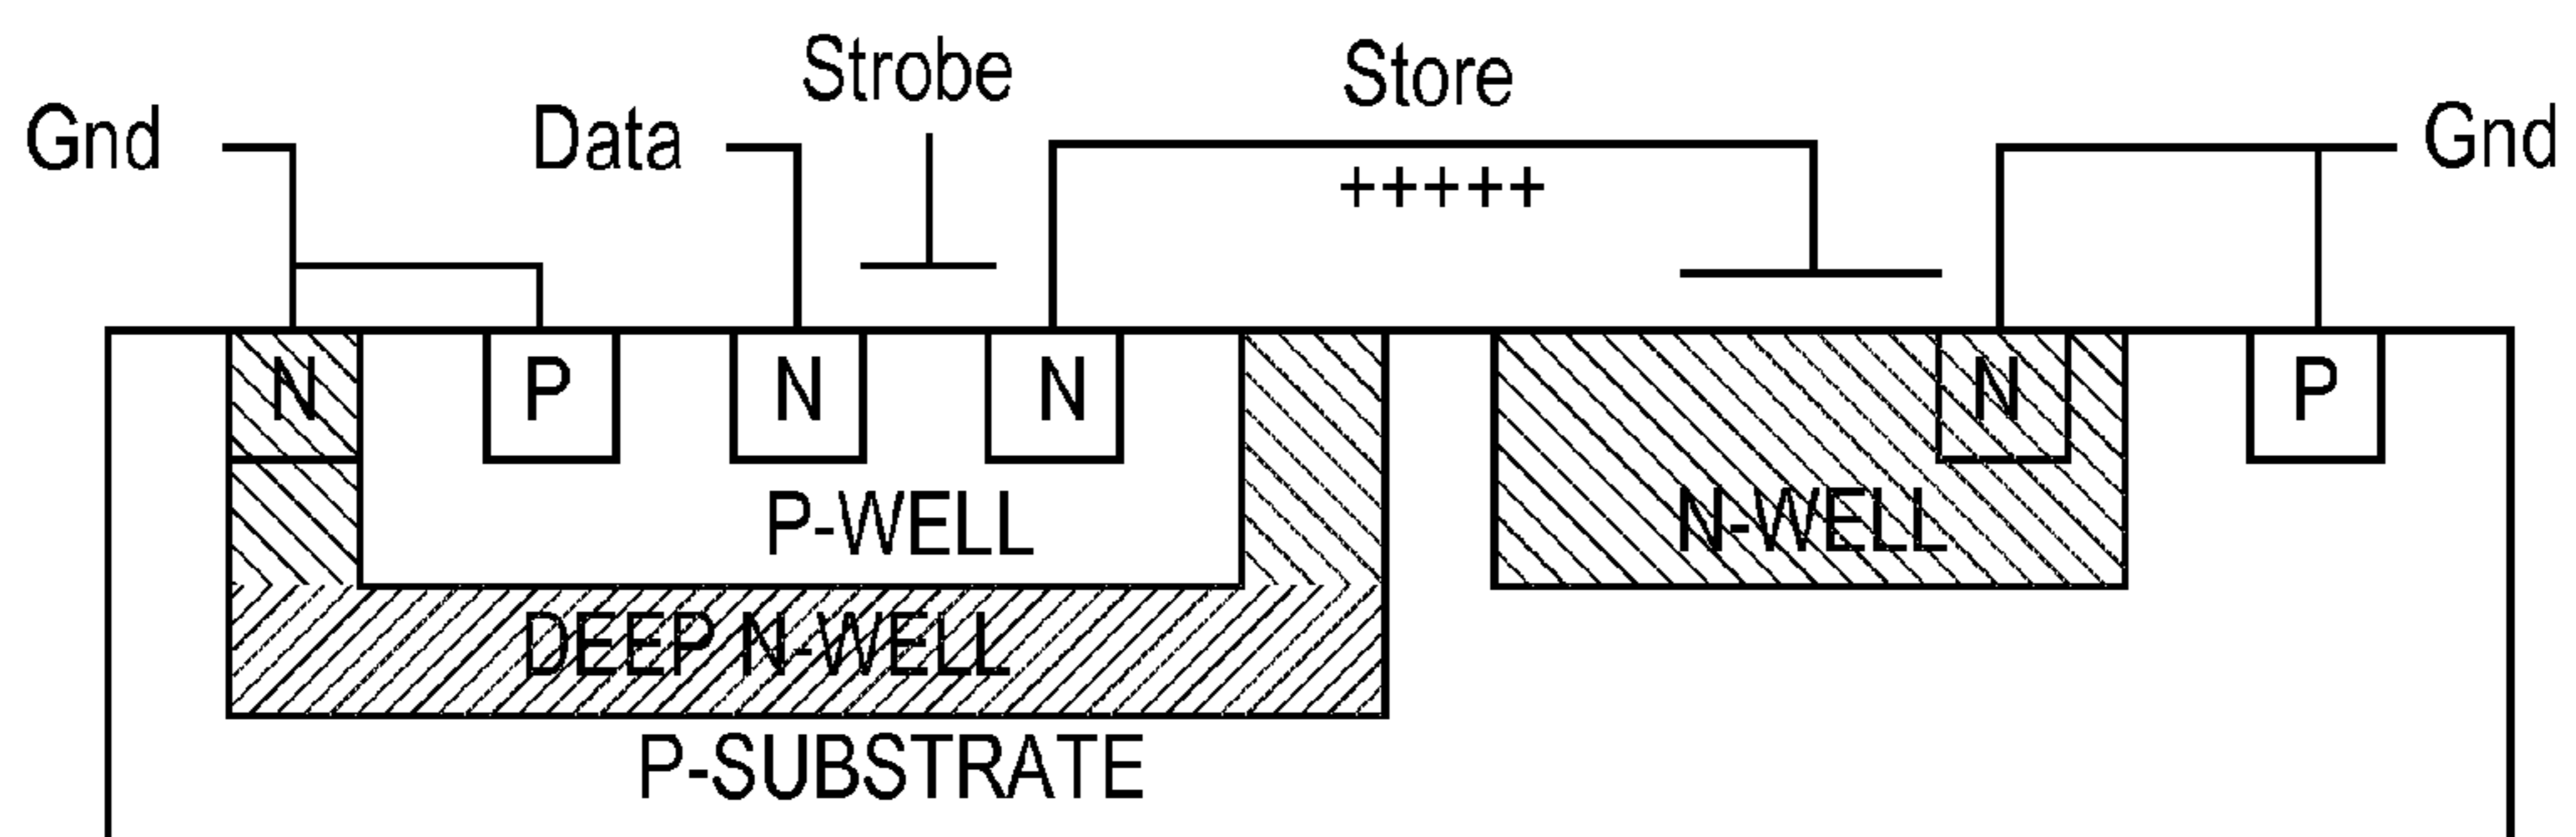 Strobe
Store
Gnd
Data
Gnd
+++++
N
P
N
N
N
P
P-WELL
N-WELL
DEEP N-WELL
P-SUBSTRATE